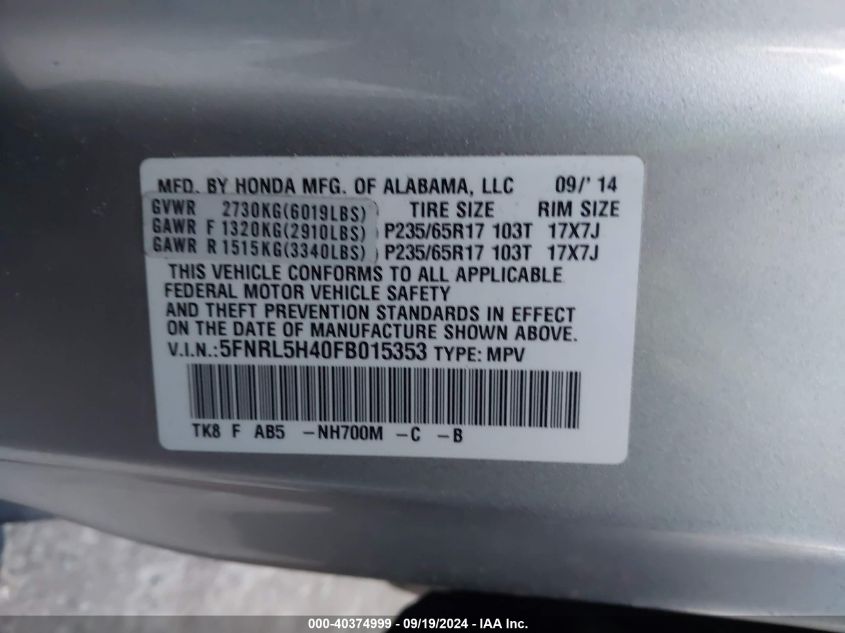 MFD. BY HONDA MFG. OF ALABAMA, LLC 09/'14
GVWR 2730KG(6019LBS) TIRE SIZE RIM SIZE
GAWR F 1320KG(2910LBS) P235/65R17 103T 17X7J
GAWR R 1515KG(3340LBS) P235/65R17 103T 17X7J
THIS VEHICLE CONFORMS TO ALL APPLICABLE
FEDERAL MOTOR VEHICLE SAFETY
AND THEFT PREVENTION STANDARDS IN EFFECT
ON THE DATE OF MANUFACTURE SHOWN ABOVE.
V.I.N.:5FNRL5H40FB015353 TYPE: MPV
TK8 F AB5 -NH700M -C -B
000-40374999 - 09/19/2024 - IAA Inc.